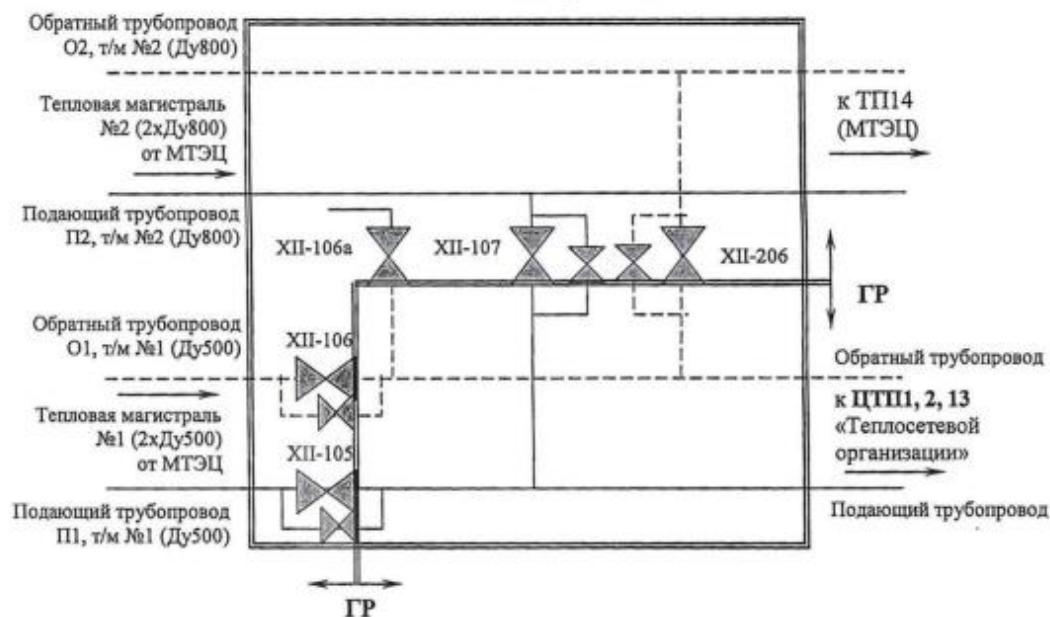 Обратный трубопровод
О2, т/м №2 (Ду800)
Тепловая магистраль
№2 (2хДу800)
от МТЭЦ
к ТП14
(МТЭЦ)
Подающий трубопровод
П2, т/м №2 (Ду800)
XII-106а
XII-107
XII-206
ГР
Обратный трубопровод
О1, т/м №1 (Ду500)
XII-106
Обратный трубопровод
Тепловая магистраль
№1 (2хДу500)
от МТЭЦ
к ЦТП1, 2, 13
«Теплосетевой
организации»
XII-105
Подающий трубопровод
П1, т/м №1 (Ду500)
Подающий трубопровод
ГР